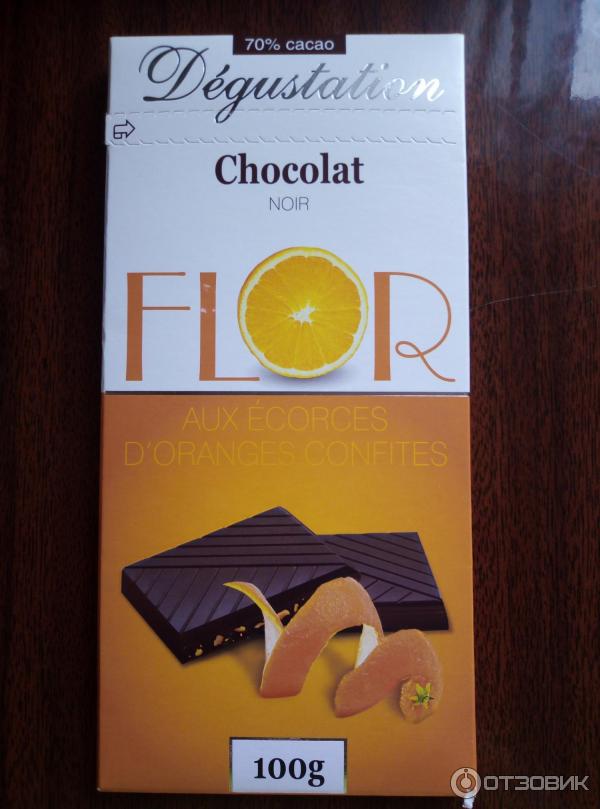 70% cacao
Dégustation
Chocolat
NOIR
FLOR
AUX ÉCORCES
D'ORANGES CONFITES
100g
ОТЗОВИК